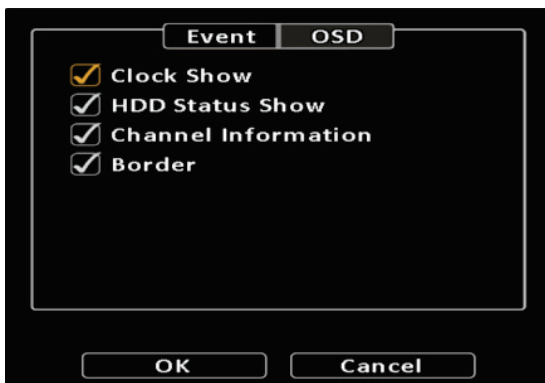 Event OSD
Clock Show
HDD Status Show
Channel Information
Border
OK Cancel